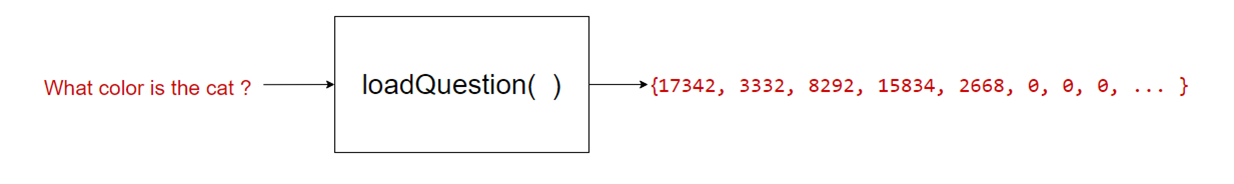 What color is the cat ?
loadQuestion( )
{17342, 3332, 8292, 15834, 2668, 0, 0, 0, ... }